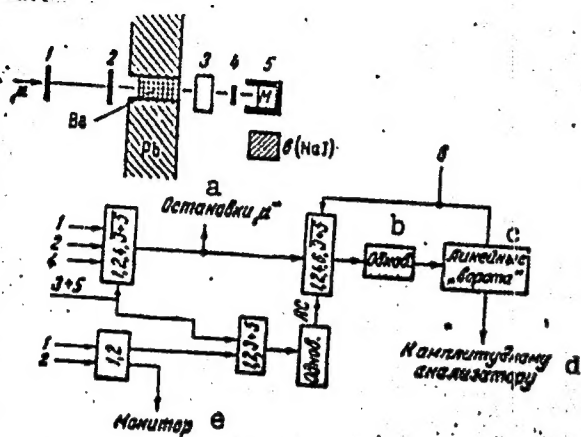 1 2 3 4 5
μ
Be
Pb
M
6 (NaJ)
a
Остановки μ⁻
6
1
2
4
1,2,4,3+5
1,2,4,6,3+5
b
Однов.
c
Линейные „ворота"
3+5
1
2
1,2
1,2,3+5
АС
Однов.
К амплитудному анализатору
d
Монитор
e